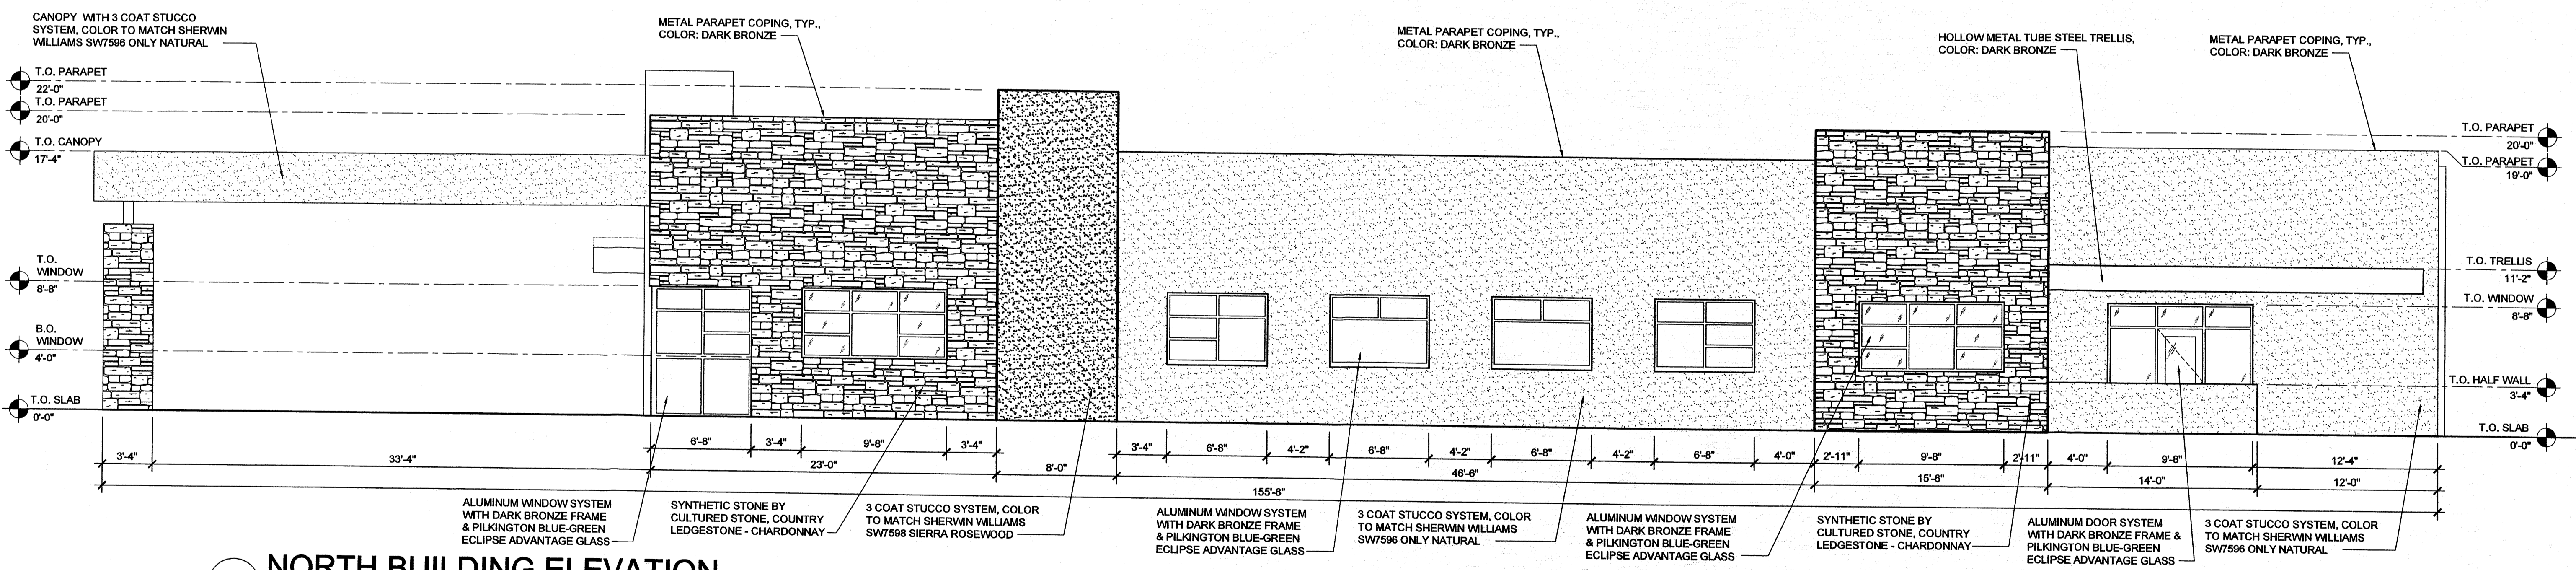 CANOPY WITH 3 COAT STUCCO
SYSTEM, COLOR TO MATCH SHERWIN
WILLIAMS SW7596 ONLY NATURAL
METAL PARAPET COPING, TYP.,
COLOR: DARK BRONZE
METAL PARAPET COPING, TYP.,
COLOR: DARK BRONZE
HOLLOW METAL TUBE STEEL TRELLIS,
COLOR: DARK BRONZE
METAL PARAPET COPING, TYP.,
COLOR: DARK BRONZE
T.O. PARAPET
22'-0"
T.O. PARAPET
20'-0"
T.O. CANOPY
17'-4"
T.O.
WINDOW
8'-8"
B.O.
WINDOW
4'-0"
T.O. SLAB
0'-0"
T.O. PARAPET
20'-0"
T.O. PARAPET
19'-0"
T.O. TRELLIS
11'-2"
T.O. WINDOW
8'-8"
T.O. HALF WALL
3'-4"
T.O. SLAB
0'-0"
6'-8" 3'-4" 9'-8" 3'-4" 3'-4" 6'-8" 4'-2" 6'-8" 4'-2" 6'-8" 4'-2" 6'-8" 4'-0" 2'-11" 9'-8" 2'-11" 4'-0" 9'-8" 12'-4"
3'-4" 33'-4" 23'-0" 8'-0" 46'-6" 15'-6" 14'-0" 12'-0"
155'-8"
ALUMINUM WINDOW SYSTEM
WITH DARK BRONZE FRAME
& PILKINGTON BLUE-GREEN
ECLIPSE ADVANTAGE GLASS
SYNTHETIC STONE BY
CULTURED STONE, COUNTRY
LEDGESTONE - CHARDONNAY
3 COAT STUCCO SYSTEM, COLOR
TO MATCH SHERWIN WILLIAMS
SW7598 SIERRA ROSEWOOD
ALUMINUM WINDOW SYSTEM
WITH DARK BRONZE FRAME
& PILKINGTON BLUE-GREEN
ECLIPSE ADVANTAGE GLASS
3 COAT STUCCO SYSTEM, COLOR
TO MATCH SHERWIN WILLIAMS
SW7596 ONLY NATURAL
ALUMINUM WINDOW SYSTEM
WITH DARK BRONZE FRAME
& PILKINGTON BLUE-GREEN
ECLIPSE ADVANTAGE GLASS
SYNTHETIC STONE BY
CULTURED STONE, COUNTRY
LEDGESTONE - CHARDONNAY
ALUMINUM DOOR SYSTEM
WITH DARK BRONZE FRAME &
PILKINGTON BLUE-GREEN
ECLIPSE ADVANTAGE GLASS
3 COAT STUCCO SYSTEM, COLOR
TO MATCH SHERWIN WILLIAMS
SW7596 ONLY NATURAL
NORTH BUILDING ELEVATION